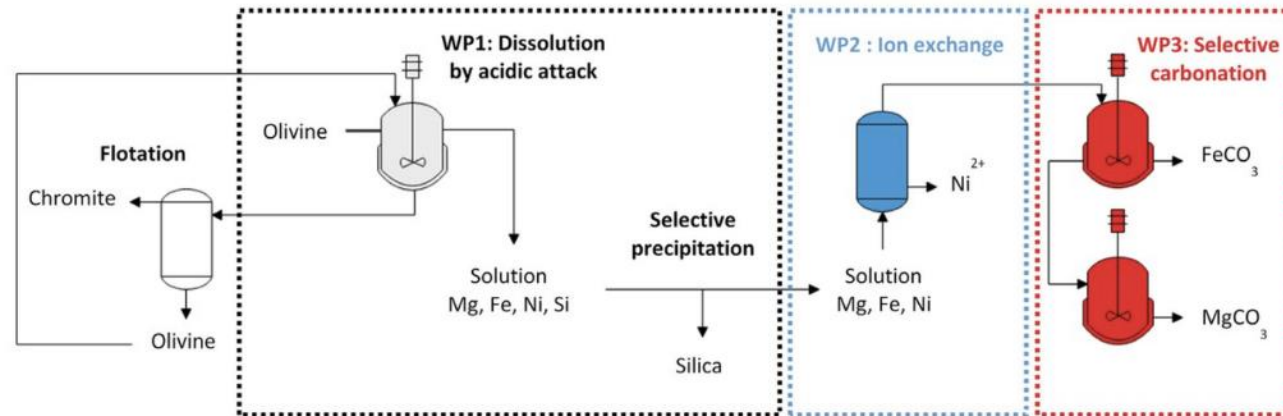 WP1: Dissolution
by acidic attack
WP2 : Ion exchange
WP3: Selective
carbonation
Olivine
Flotation
Chromite
Olivine
Solution
Mg, Fe, Ni, Si
Selective
precipitation
Silica
Ni2+
Solution
Mg, Fe, Ni
FeCO3
MgCO3